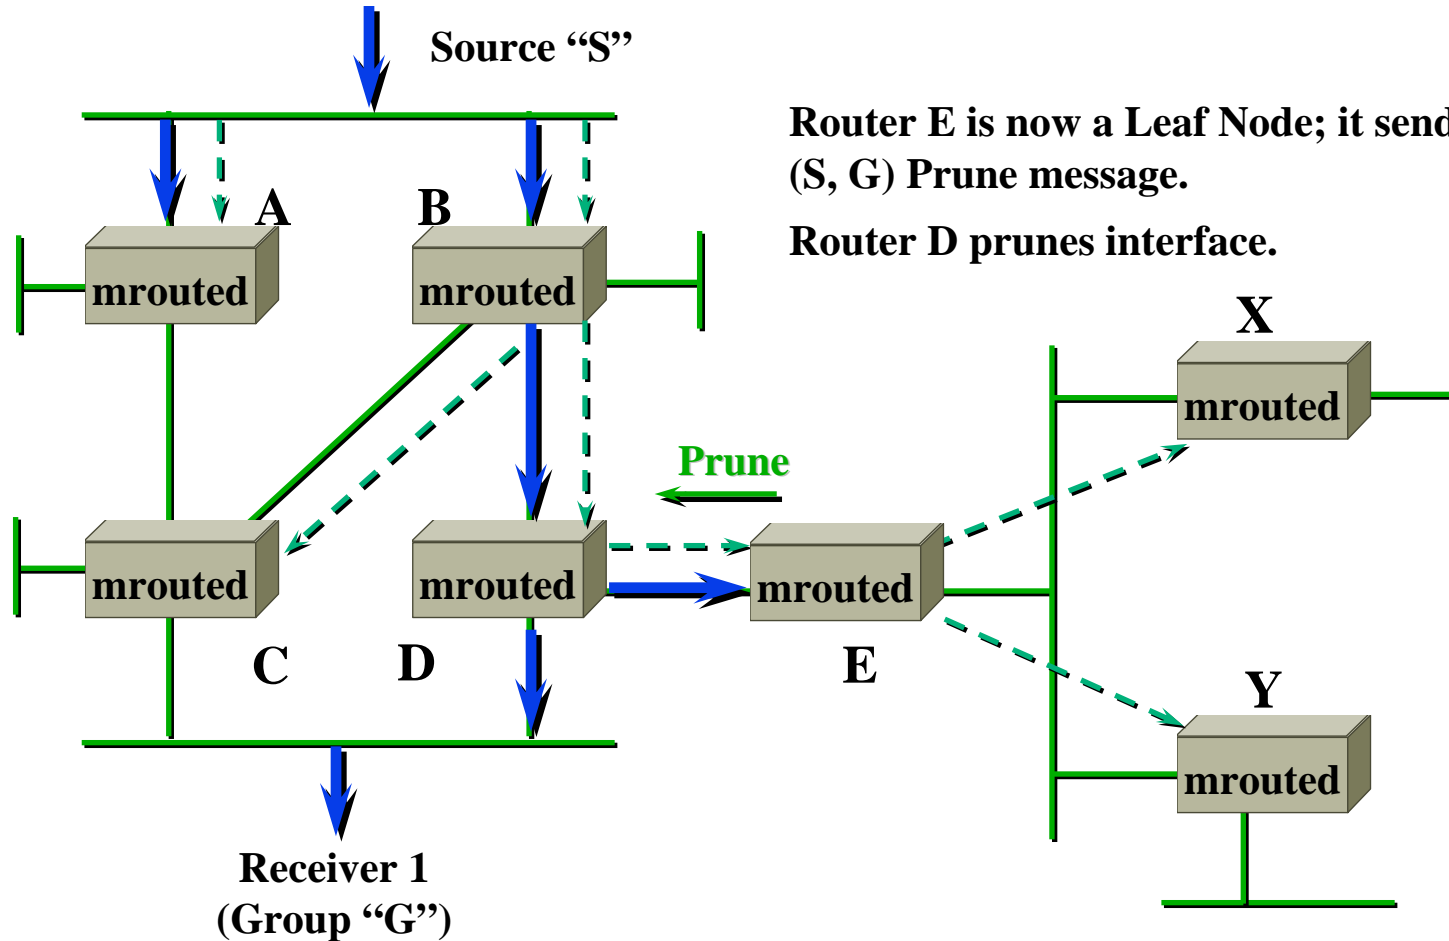 Source “S”
Router E is now a Leaf Node; it send
(S, G) Prune message.
Router D prunes interface.
A
B
mrouted
mrouted
X
mrouted
Prune
mrouted
mrouted
mrouted
C
D
E
Y
mrouted
Receiver 1
(Group “G”)